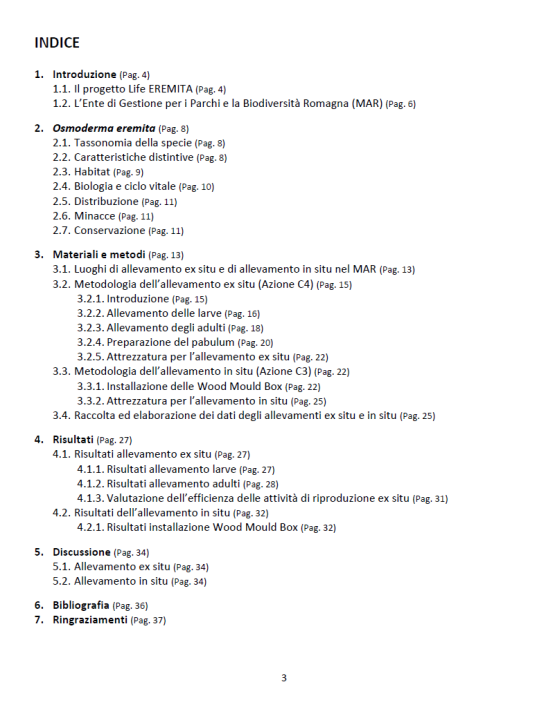 INDICE
1. Introduzione (Pag. 4)
1.1. Il progetto Life EREMITA (Pag. 4)
1.2. L'Ente di Gestione per i Parchi e la Biodiversità Romagna (MAR) (Pag. 6)
2. Osmoderma eremita (Pag. 8)
2.1. Tassonomia della specie (Pag. 8)
2.2. Caratteristiche distintive (Pag. 8)
2.3. Habitat (Pag. 9)
2.4. Biologia e ciclo vitale (Pag. 10)
2.5. Distribuzione (Pag. 11)
2.6. Minacce (Pag. 11)
2.7. Conservazione (Pag. 11)
3. Materiali e metodi (Pag. 13)
3.1. Luoghi di allevamento ex situ e di allevamento in situ nel MAR (Pag. 13)
3.2. Metodologia dell'allevamento ex situ (Azione C4) (Pag. 15)
3.2.1. Introduzione (Pag. 15)
3.2.2. Allevamento delle larve (Pag. 16)
3.2.3. Allevamento degli adulti (Pag. 18)
3.2.4. Preparazione del pabulum (Pag. 20)
3.2.5. Attrezzatura per l'allevamento ex situ (Pag. 22)
3.3. Metodologia dell'allevamento in situ (Azione C3) (Pag. 22)
3.3.1. Installazione delle Wood Mould Box (Pag. 22)
3.3.2. Attrezzatura per l'allevamento in situ (Pag. 25)
3.4. Raccolta ed elaborazione dei dati degli allevamenti ex situ e in situ (Pag. 25)
4. Risultati (Pag. 27)
4.1. Risultati allevamento ex situ (Pag. 27)
4.1.1. Risultati allevamento larve (Pag. 27)
4.1.2. Risultati allevamento adulti (Pag. 28)
4.1.3. Valutazione dell'efficienza delle attività di riproduzione ex situ (Pag. 31)
4.2. Risultati dell'allevamento in situ (Pag. 32)
4.2.1. Risultati installazione Wood Mould Box (Pag. 32)
5. Discussione (Pag. 34)
5.1. Allevamento ex situ (Pag. 34)
5.2. Allevamento in situ (Pag. 34)
6. Bibliografia (Pag. 36)
7. Ringraziamenti (Pag. 37)
3